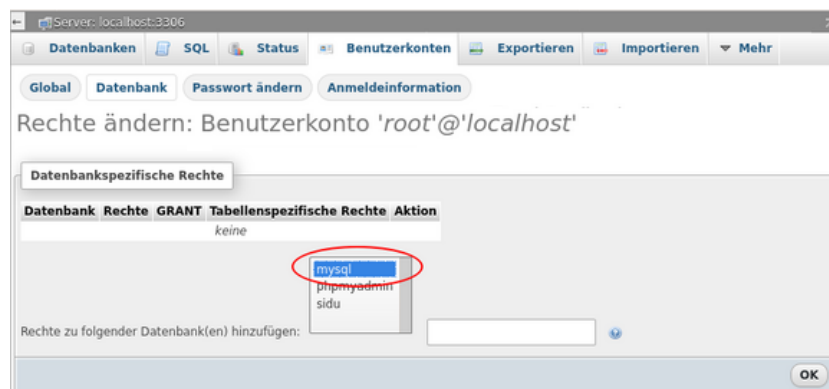 Server: localhost:3306
Datenbanken SQL Status Benutzerkonten Exportieren Importieren Mehr
Global Datenbank Passwort ändern Anmeldeinformation
Rechte ändern: Benutzerkonto 'root'@'localhost'
Datenbankspezifische Rechte
Datenbank Rechte GRANT Tabellenspezifische Rechte Aktion
keine
mysql
phpmyadmin
sidu
Rechte zu folgender Datenbank(en) hinzufügen:
OK